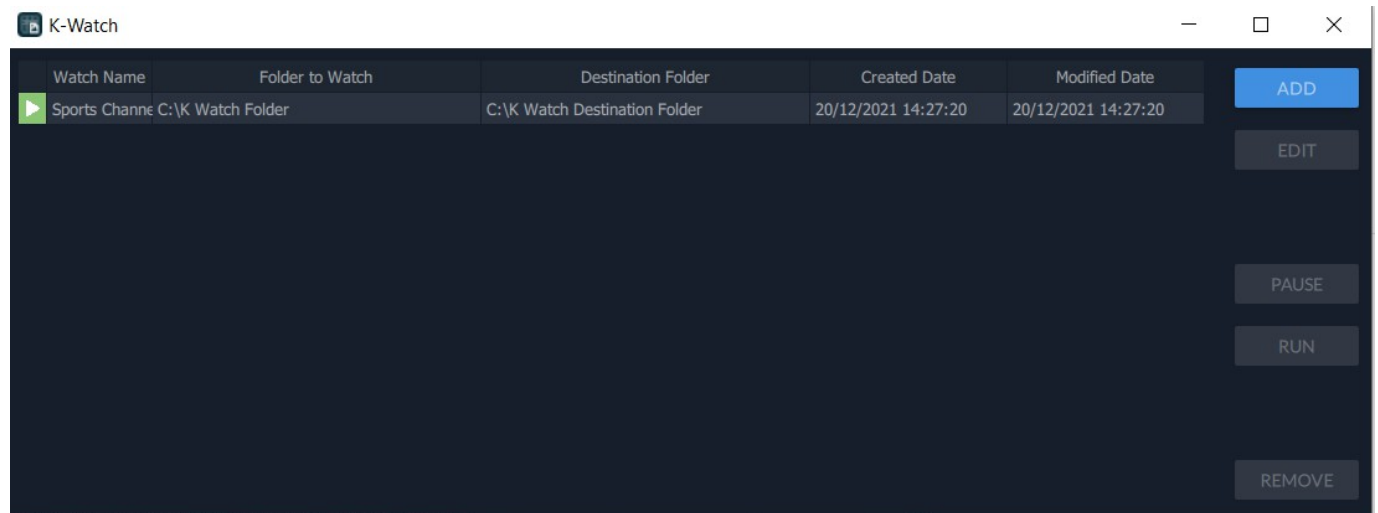 K-Watch
Watch Name Folder to Watch Destination Folder Created Date Modified Date
Sports Channe C:\K Watch Folder C:\K Watch Destination Folder 20/12/2021 14:27:20 20/12/2021 14:27:20
ADD
EDIT
PAUSE
RUN
REMOVE